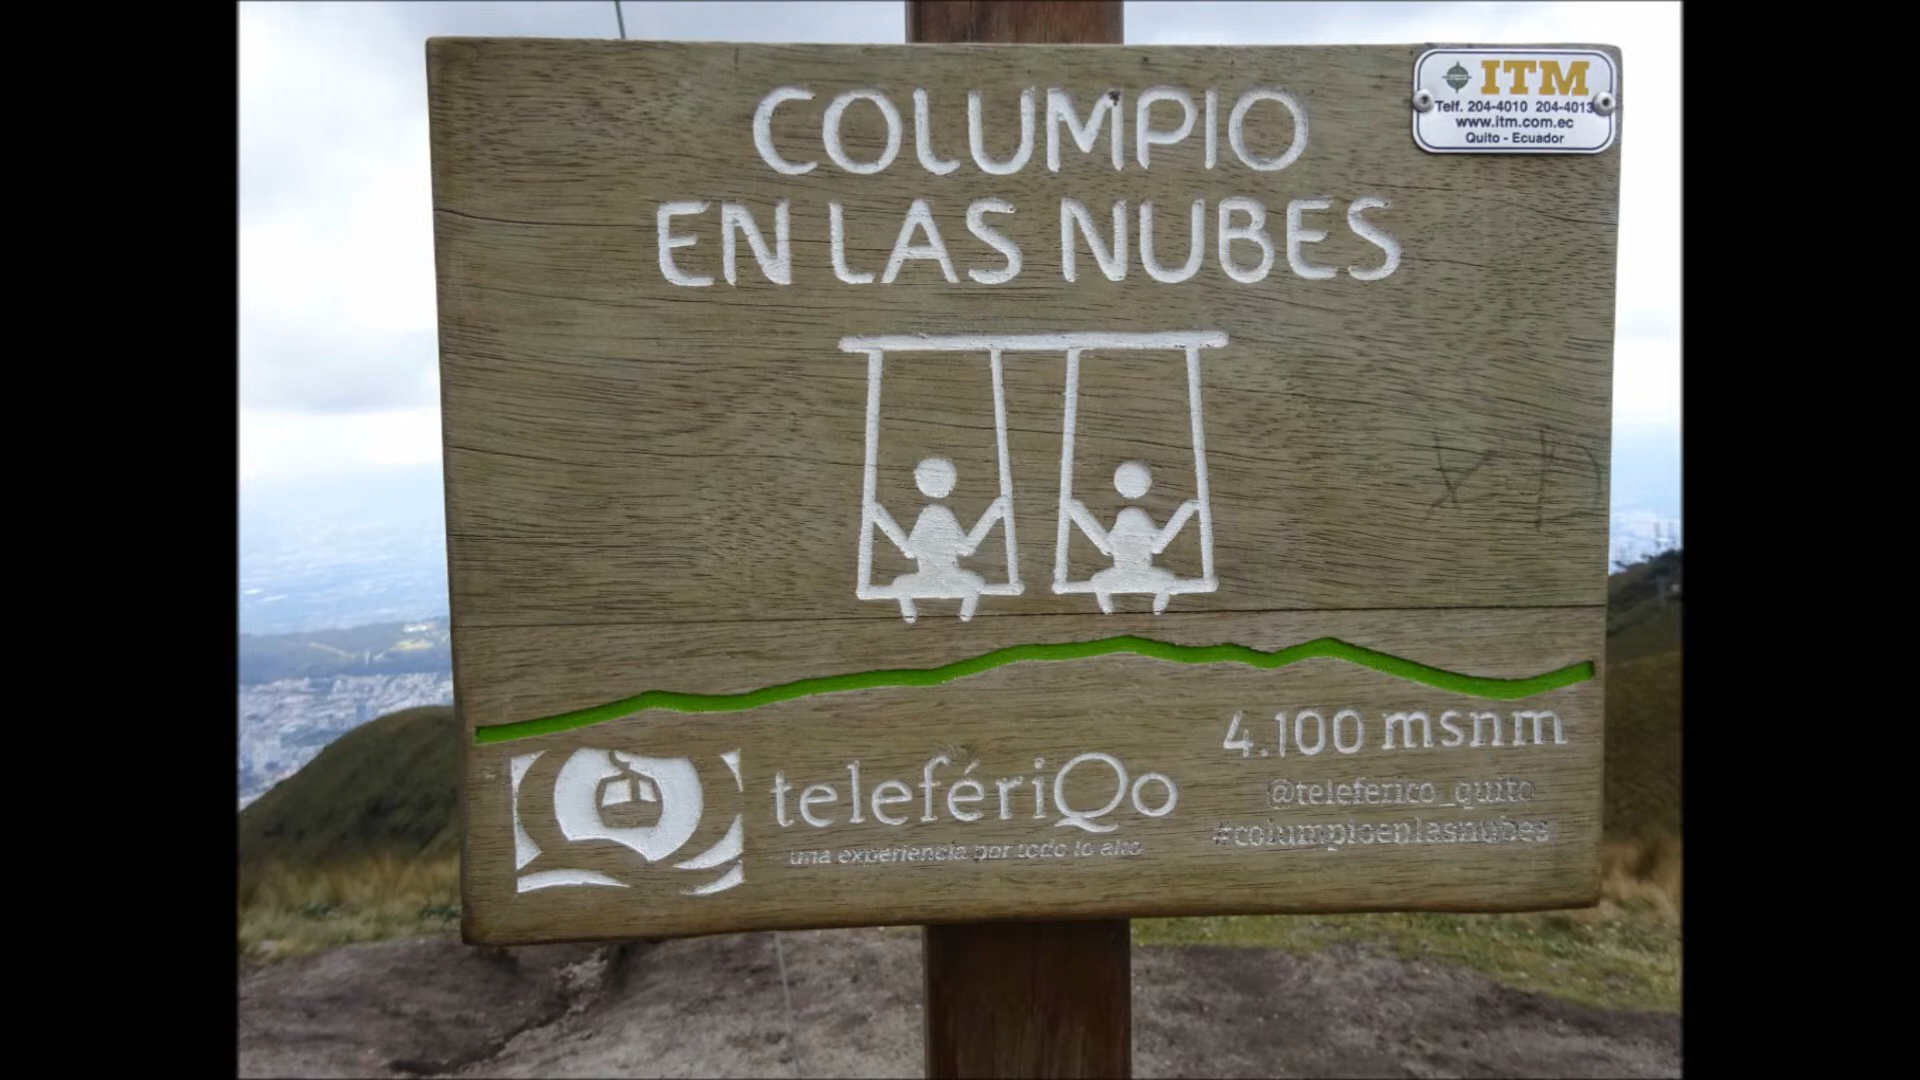 COLUMPIO
EN LAS NUBES
ITM
Telf. 204-4010 204-4013
www.itm.com.ec
Quito - Ecuador
XD
4.100 msnm
@teleferico_quito
#columpioenlasnubes
telefériQo
una experiencia por todo lo alto